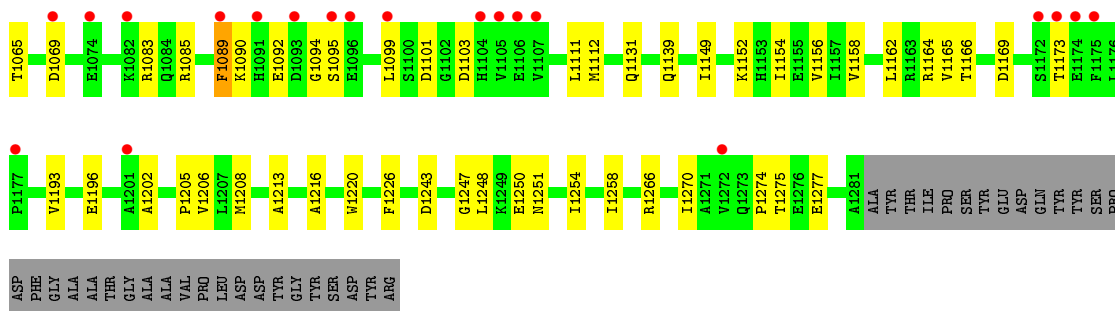 T1065 D1069 E1074 K1082 R1083 Q1084 R1085 F1089 K1090 H1091 E1092 D1093 G1094 S1095 E1096 L1099 S1100 D1101 G1102 D1103 H1104 V1105 E1106 V1107 L1111 M1112 Q1131 Q1139 I1149 K1152 H1153 I1154 E1155 V1156 I1157 V1158 L1162 R1163 R1164 V1165 T1166 D1169 S1172 T1173 E1174 F1175 L1176
P1177 V1193 E1196 A1201 A1202 P1205 V1206 L1207 M1208 A1213 A1216 W1220 F1226 D1243 G1247 L1248 K1249 E1250 N1251 I1254 I1258 R1266 I1270 A1271 V1272 Q1273 P1274 T1275 E1276 E1277 A1281 ALA TYR THR ILE PRO SER TYR GLU ASP GLN TYR TYR SER PRO
ASP PHE GLY ALA ALA THR GLY ALA ALA VAL PRO LEU ASP ASP TYR GLY TYR SER ASP TYR ARG